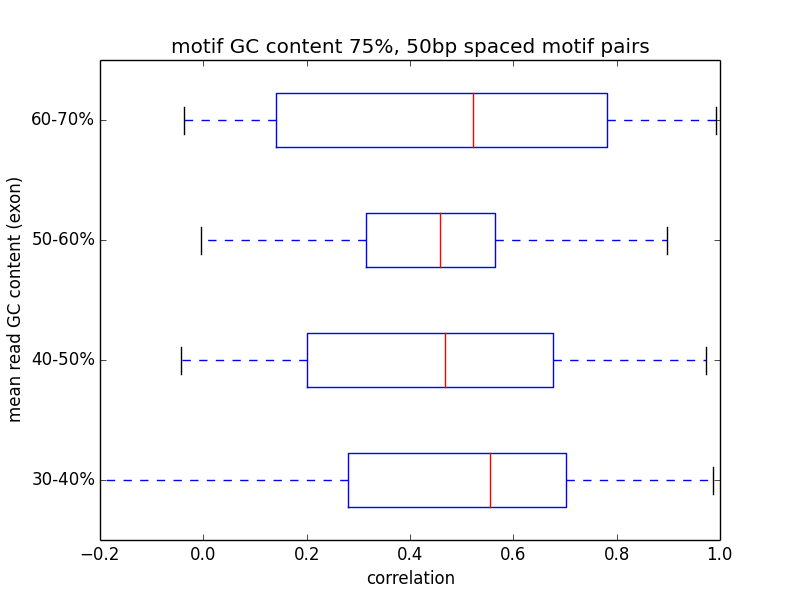 motif GC content 75%, 50bp spaced motif pairs
60-70%
50-60%
40-50%
30-40%
mean read GC content (exon)
−0.2 0.0 0.2 0.4 0.6 0.8 1.0
correlation